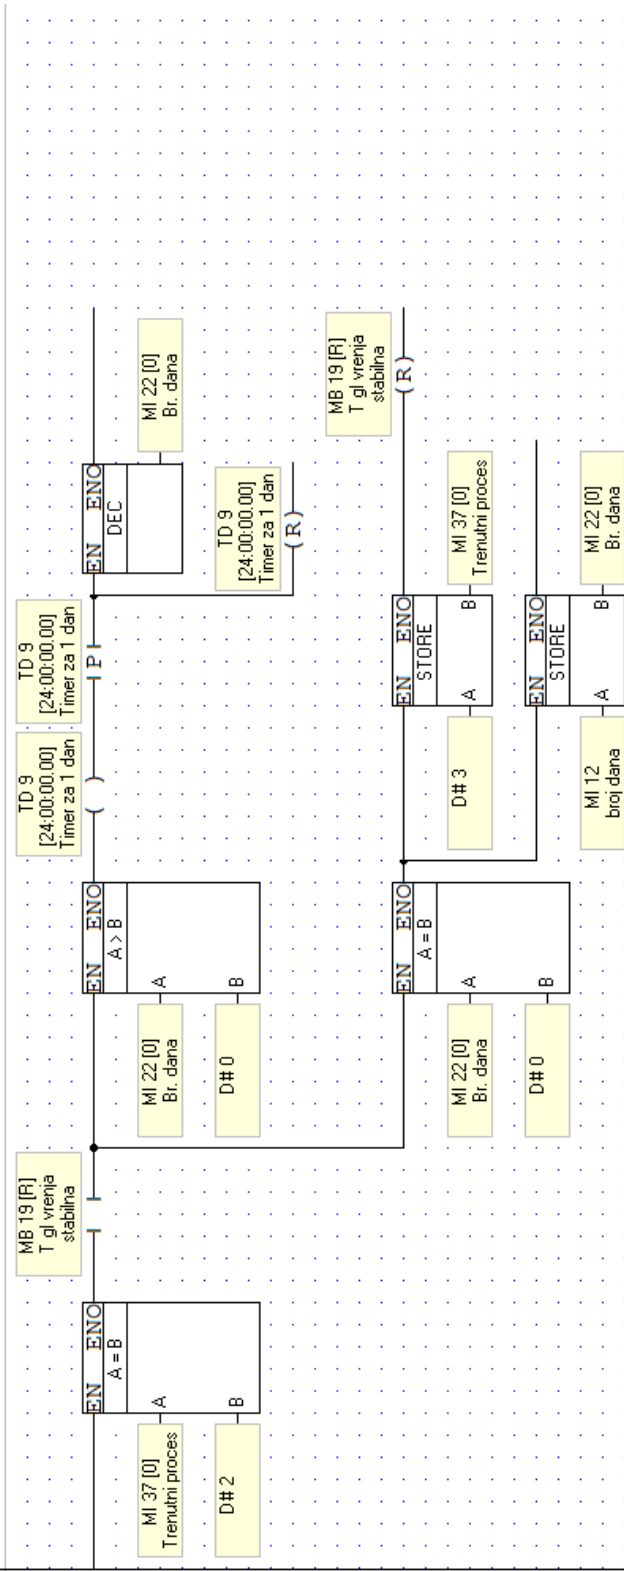 MI 37 [0]
Trenutni proces
D# 2
EN ENO
A = B
A
B
MB 19 [R]
T gl vrenja
stabilna
MI 22 [0]
Br. dana
D# 0
EN ENO
A > B
A
B
TD 9
[24:00:00.00]
Timer za 1 dan
( )
TD 9
[24:00:00.00]
Timer za 1 dan
P
EN ENO
DEC
MI 22 [0]
Br. dana
TD 9
[24:00:00.00]
Timer za 1 dan
(R)
MI 22 [0]
Br. dana
D# 0
EN ENO
A = B
A
B
D# 3
EN ENO
STORE
A
B
MI 37 [0]
Trenutni proces
MB 19 [R]
T gl vrenja
stabilna
(R)
MI 12
broj dana
EN ENO
STORE
A
B
MI 22 [0]
Br. dana